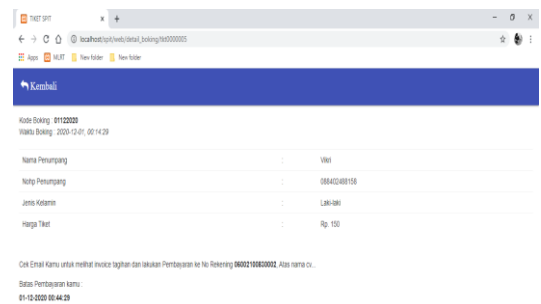 TIKET SPIT
localhost/spit/web/detail_boking/tkt0000005
Apps MUIT New folder New folder
Kembali
Kode Boking : 01122020
Waktu Boking : 2020-12-01, 00:14:29
Nama Penumpang : Vikri
Nohp Penumpang : 088402488156
Jenis Kelamin : Laki-laki
Harga Tiket : Rp. 150
Cek Email Kamu untuk melihat invoice tagihan dan lakukan Pembayaran ke No Rekening 06002100600002, Atas nama cv...
Batas Pembayaran kamu :
01-12-2020 00:44:29